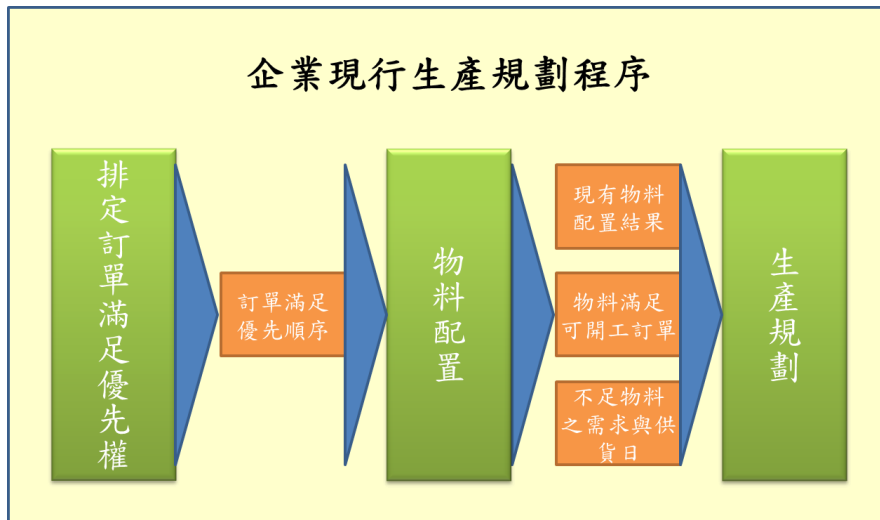 企業現行生產規劃程序
排定訂單滿足優先權
訂單滿足
優先順序
物料配置
現有物料
配置結果
物料滿足
可開工訂單
不足物料
之需求與供
貨日
生產規劃